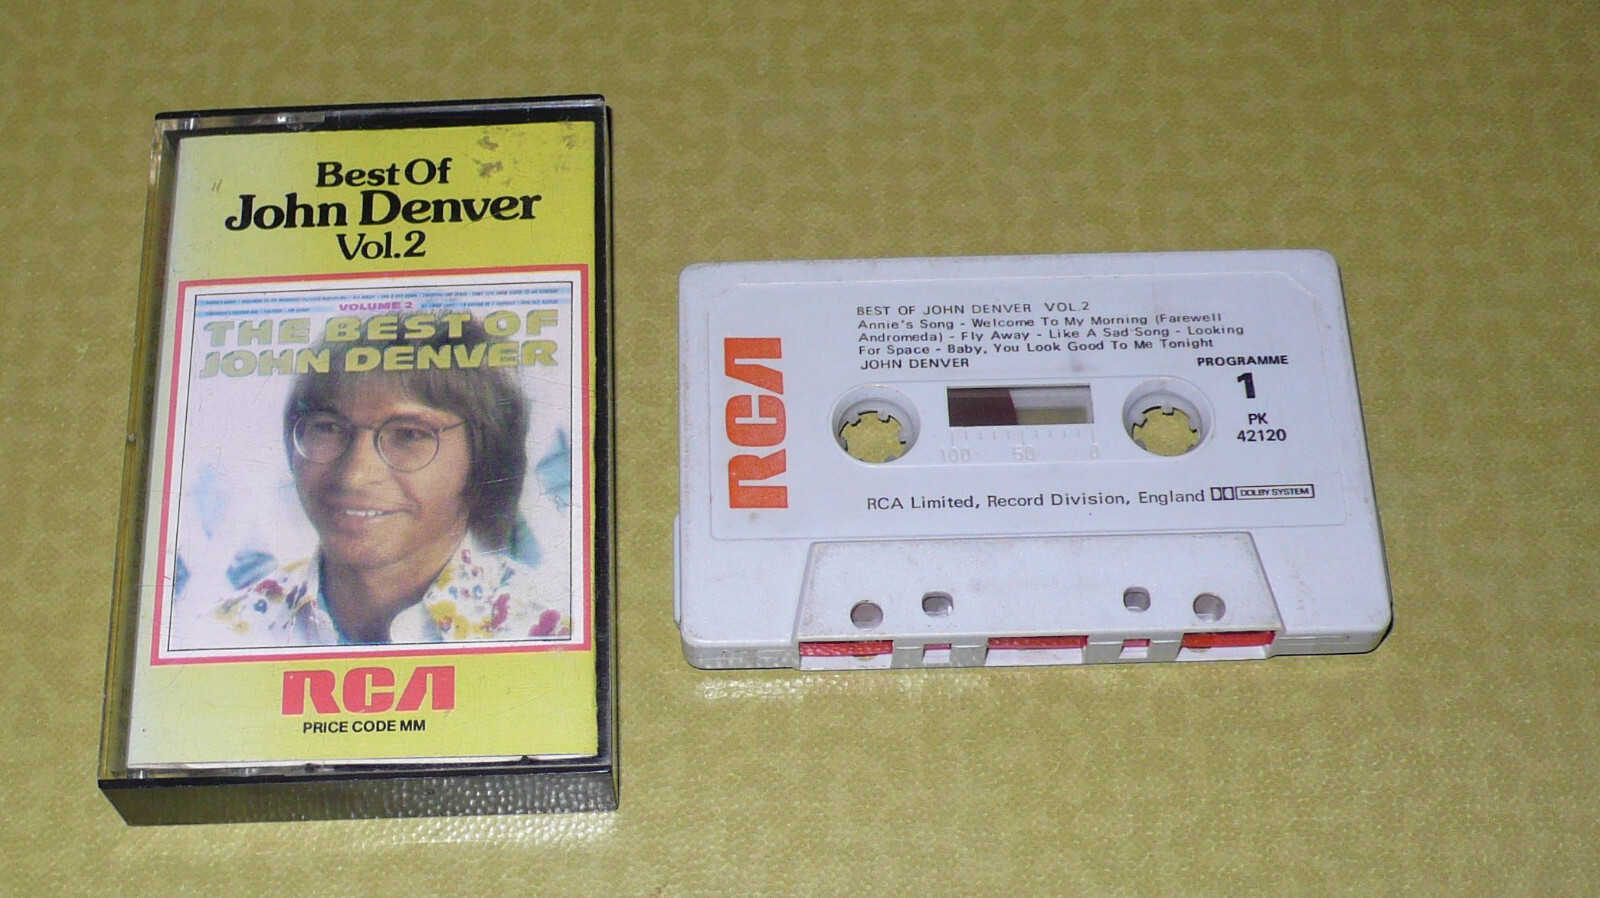 Best Of
John Denver
Vol.2
VOLUME 2
THE BEST OF
JOHN DENVER
RCA
PRICE CODE MM
RCA
BEST OF JOHN DENVER VOL.2
Annie's Song - Welcome To My Morning (Farewell
Andromeda) - Fly Away - Like A Sad Song - Looking
For Space - Baby, You Look Good To Me Tonight
JOHN DENVER
PROGRAMME
1
PK
42120
100 50 0
RCA Limited, Record Division, England DOLBY SYSTEM